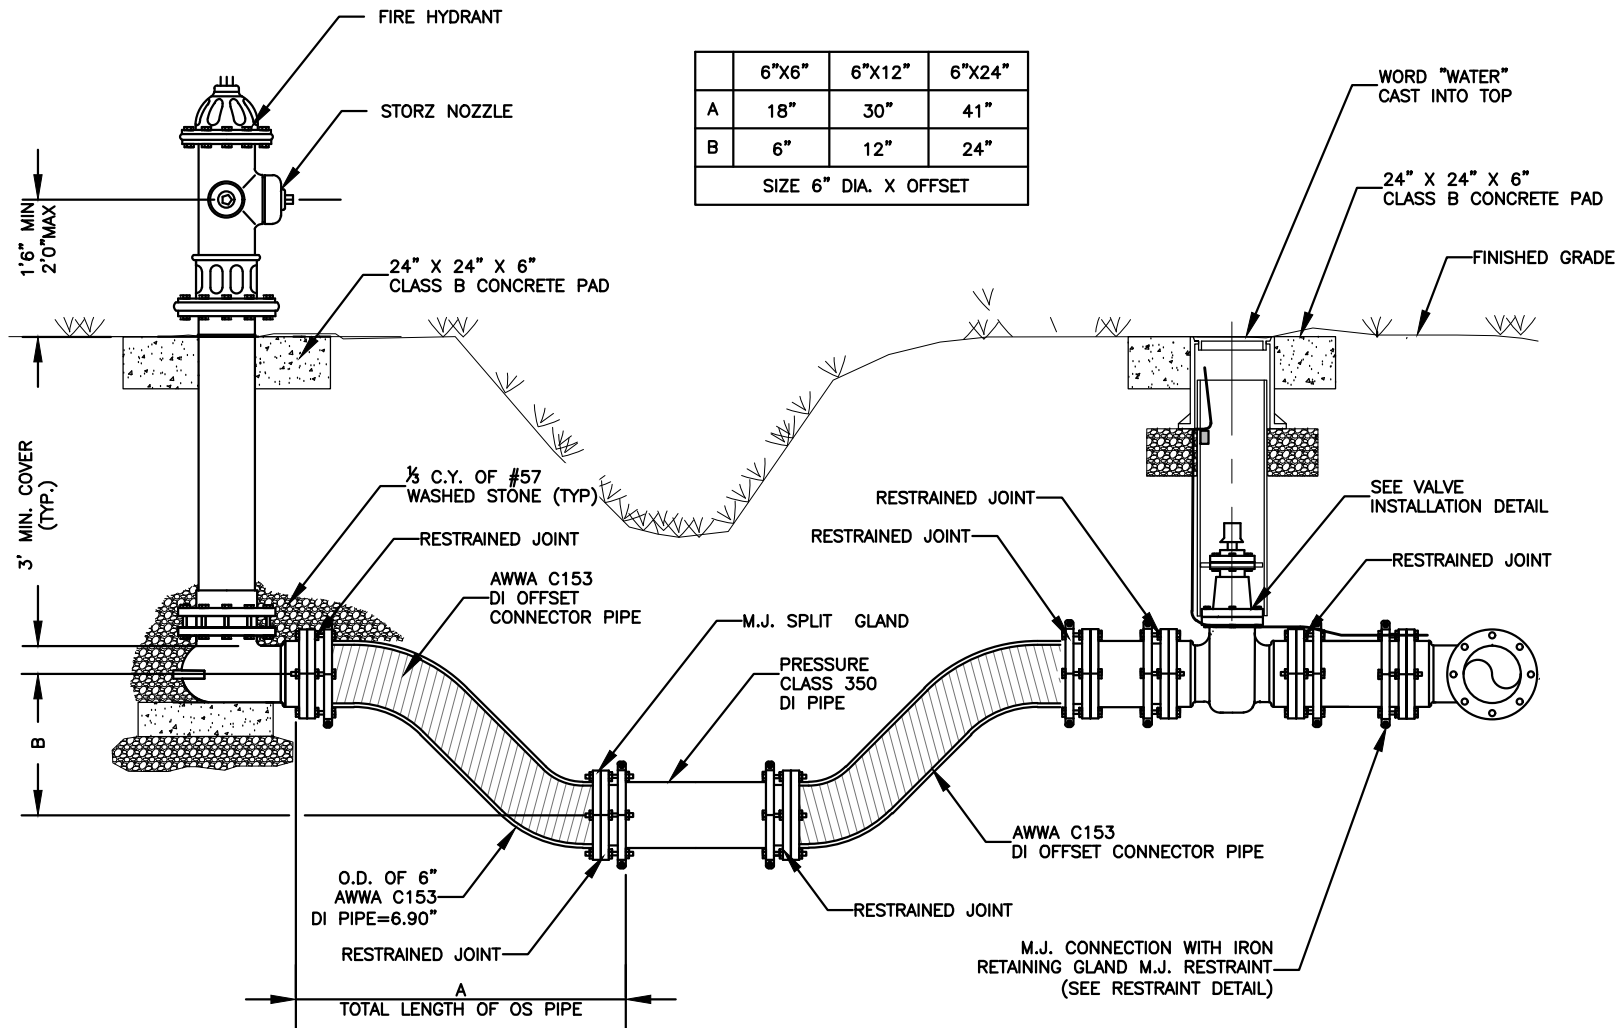 FIRE HYDRANT
STORZ NOZZLE
6”X6” 6”X12” 6”X24”
A 18” 30” 41”
B 6” 12” 24”
SIZE 6” DIA. X OFFSET
WORD “WATER”
CAST INTO TOP
24” X 24” X 6”
CLASS B CONCRETE PAD
FINISHED GRADE
1'6” MIN
2'0”MAX
24” X 24” X 6”
CLASS B CONCRETE PAD
3' MIN. COVER
(TYP.)
⅓ C.Y. OF #57
WASHED STONE (TYP)
RESTRAINED JOINT
AWWA C153
DI OFFSET
CONNECTOR PIPE
M.J. SPLIT GLAND
PRESSURE
CLASS 350
DI PIPE
RESTRAINED JOINT
RESTRAINED JOINT
SEE VALVE
INSTALLATION DETAIL
RESTRAINED JOINT
B
O.D. OF 6”
AWWA C153
DI PIPE=6.90”
RESTRAINED JOINT
A
TOTAL LENGTH OF OS PIPE
AWWA C153
DI OFFSET CONNECTOR PIPE
RESTRAINED JOINT
M.J. CONNECTION WITH IRON
RETAINING GLAND M.J. RESTRAINT
(SEE RESTRAINT DETAIL)